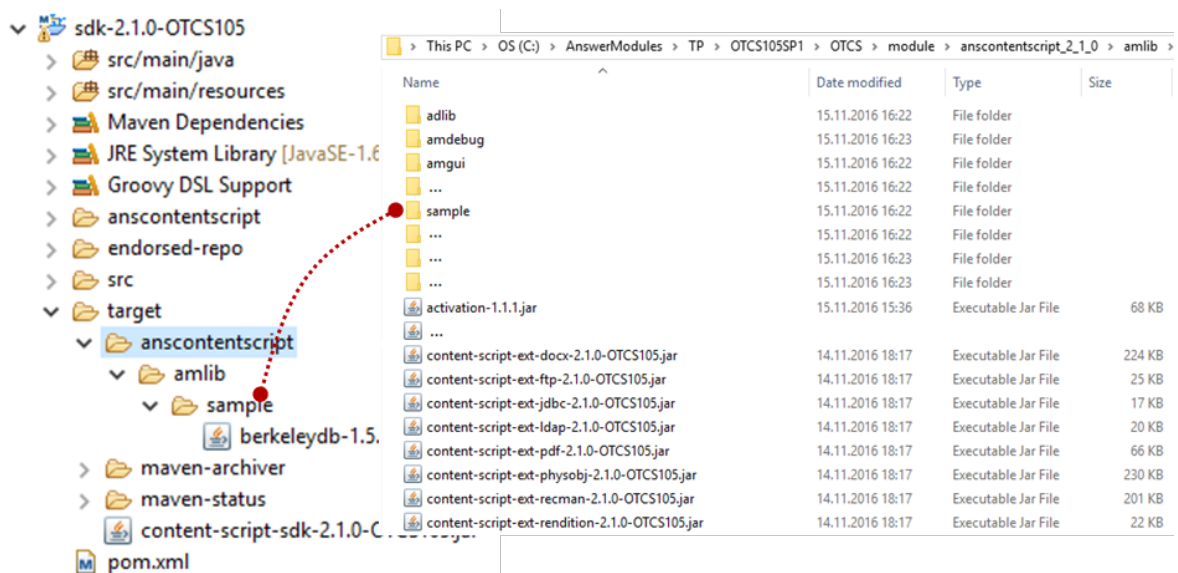 sdk-2.1.0-OTCS105
src/main/java
src/main/resources
Maven Dependencies
JRE System Library [JavaSE-1.6
Groovy DSL Support
anscontentscript
endorsed-repo
src
target
anscontentscript
amlib
sample
berkeleydb-1.5.
maven-archiver
maven-status
content-script-sdk-2.1.0-OTCS105.jar
pom.xml
> This PC > OS (C:) > AnswerModules > TP > OTCS105SP1 > OTCS > module > anscontentscript_2_1_0 > amlib >
Name Date modified Type Size
adlib 15.11.2016 16:22 File folder
amdebug 15.11.2016 16:23 File folder
amgui 15.11.2016 16:22 File folder
... 15.11.2016 16:22 File folder
sample 15.11.2016 16:22 File folder
... 15.11.2016 16:22 File folder
... 15.11.2016 16:23 File folder
... 15.11.2016 16:23 File folder
activation-1.1.1.jar 15.11.2016 15:36 Executable Jar File 68 KB
...
content-script-ext-docx-2.1.0-OTCS105.jar 14.11.2016 18:17 Executable Jar File 224 KB
content-script-ext-ftp-2.1.0-OTCS105.jar 14.11.2016 18:17 Executable Jar File 25 KB
content-script-ext-jdbc-2.1.0-OTCS105.jar 14.11.2016 18:17 Executable Jar File 17 KB
content-script-ext-ldap-2.1.0-OTCS105.jar 14.11.2016 18:17 Executable Jar File 20 KB
content-script-ext-pdf-2.1.0-OTCS105.jar 14.11.2016 18:17 Executable Jar File 66 KB
content-script-ext-physobj-2.1.0-OTCS105.jar 14.11.2016 18:17 Executable Jar File 230 KB
content-script-ext-recman-2.1.0-OTCS105.jar 14.11.2016 18:17 Executable Jar File 201 KB
content-script-ext-rendition-2.1.0-OTCS105.jar 14.11.2016 18:17 Executable Jar File 22 KB